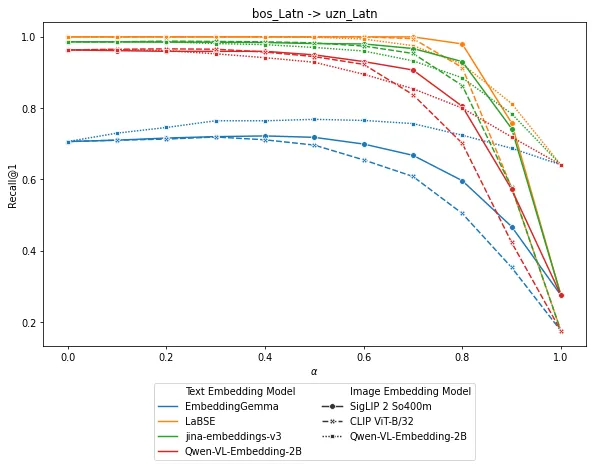 bos_Latn -> uzn_Latn
1.0
0.8
0.6
0.4
0.2
Recall@1
0.0 0.2 0.4 0.6 0.8 1.0
α
Text Embedding Model Image Embedding Model
EmbeddingGemma SigLIP 2 So400m
LaBSE CLIP ViT-B/32
jina-embeddings-v3 Qwen-VL-Embedding-2B
Qwen-VL-Embedding-2B